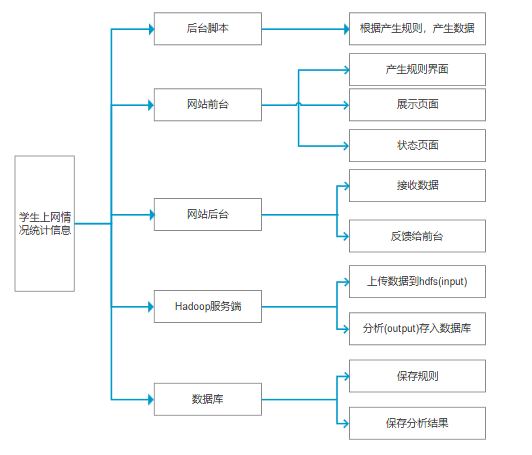 后台脚本
根据产生规则，产生数据
产生规则界面
网站前台
展示页面
状态页面
学生上网情
况统计信息
网站后台
接收数据
反馈给前台
Hadoop服务端
上传数据到hdfs(input)
分析(output)存入数据库
数据库
保存规则
保存分析结果